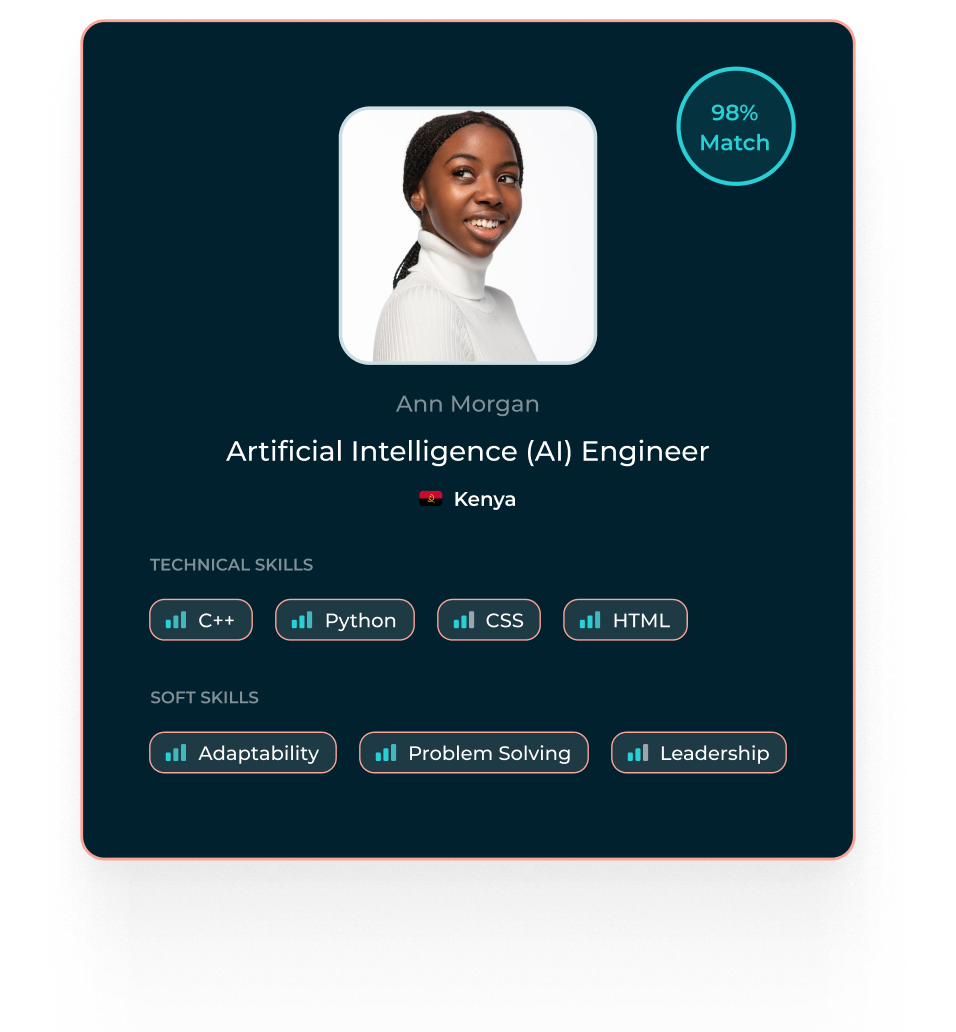 98%
Match
Ann Morgan
Artificial Intelligence (AI) Engineer
Kenya
TECHNICAL SKILLS
C++ Python CSS HTML
SOFT SKILLS
Adaptability Problem Solving Leadership